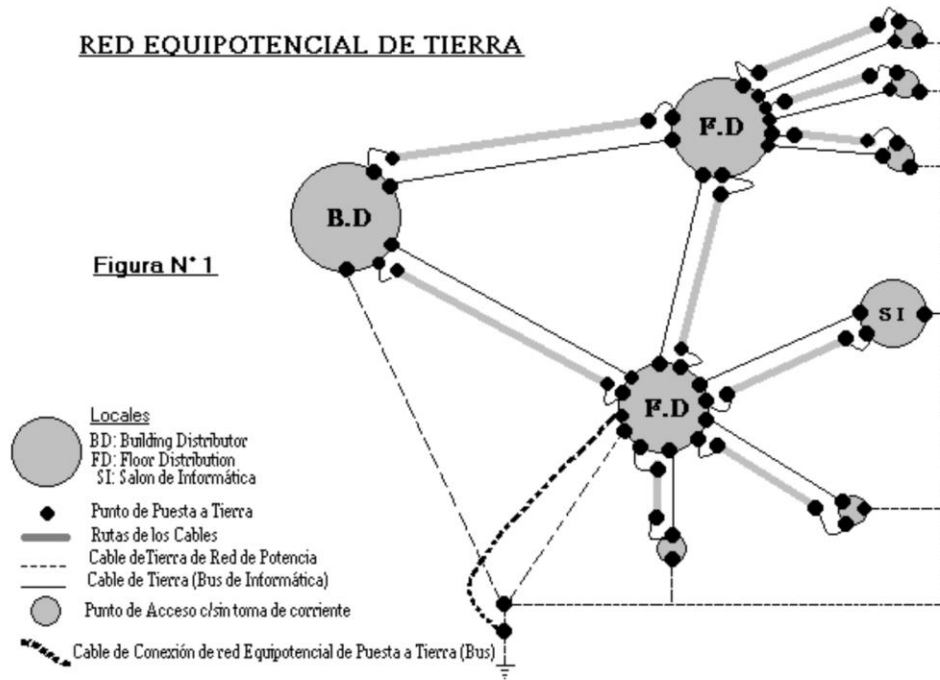 RED EQUIPOTENCIAL DE TIERRA
F.D
B.D
Figura N° 1
S I
F.D
Locales
BD: Building Distributor
FD: Floor Distribution
SI: Salon de Informática
Punto de Puesta a Tierra
Rutas de los Cables
Cable de Tierra de Red de Potencia
Cable de Tierra (Bus de Informática)
Punto de Acceso c/sin toma de corriente
Cable de Conexión de red Equipotencial de Puesta a Tierra (Bus)